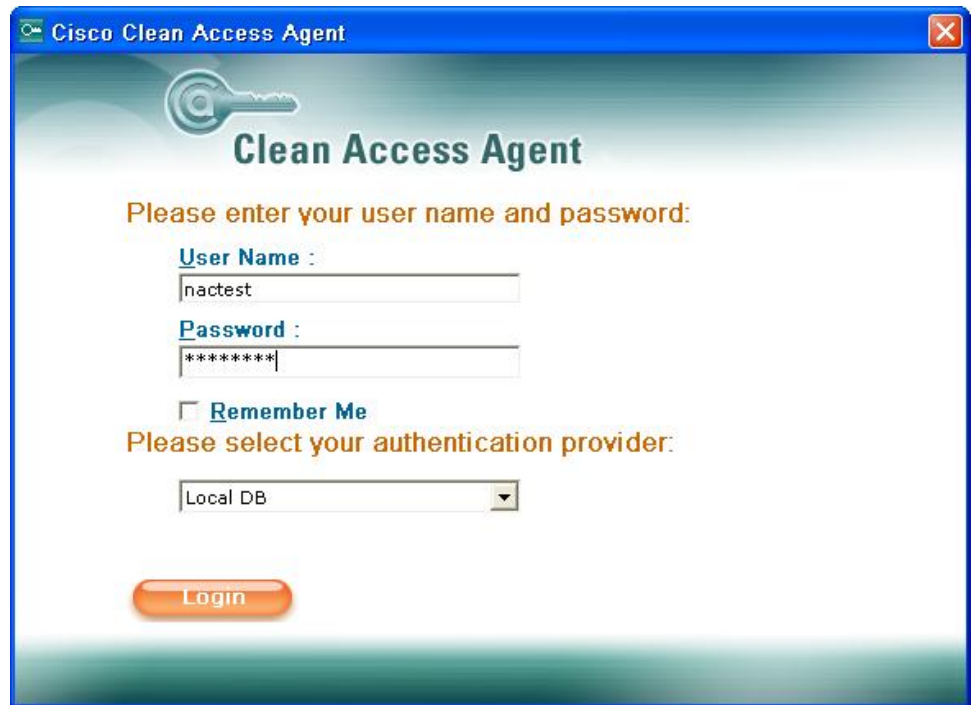 Cisco Clean Access Agent
Clean Access Agent
Please enter your user name and password:
User Name :
nactest
Password :
********
Remember Me
Please select your authentication provider:
Local DB
Login